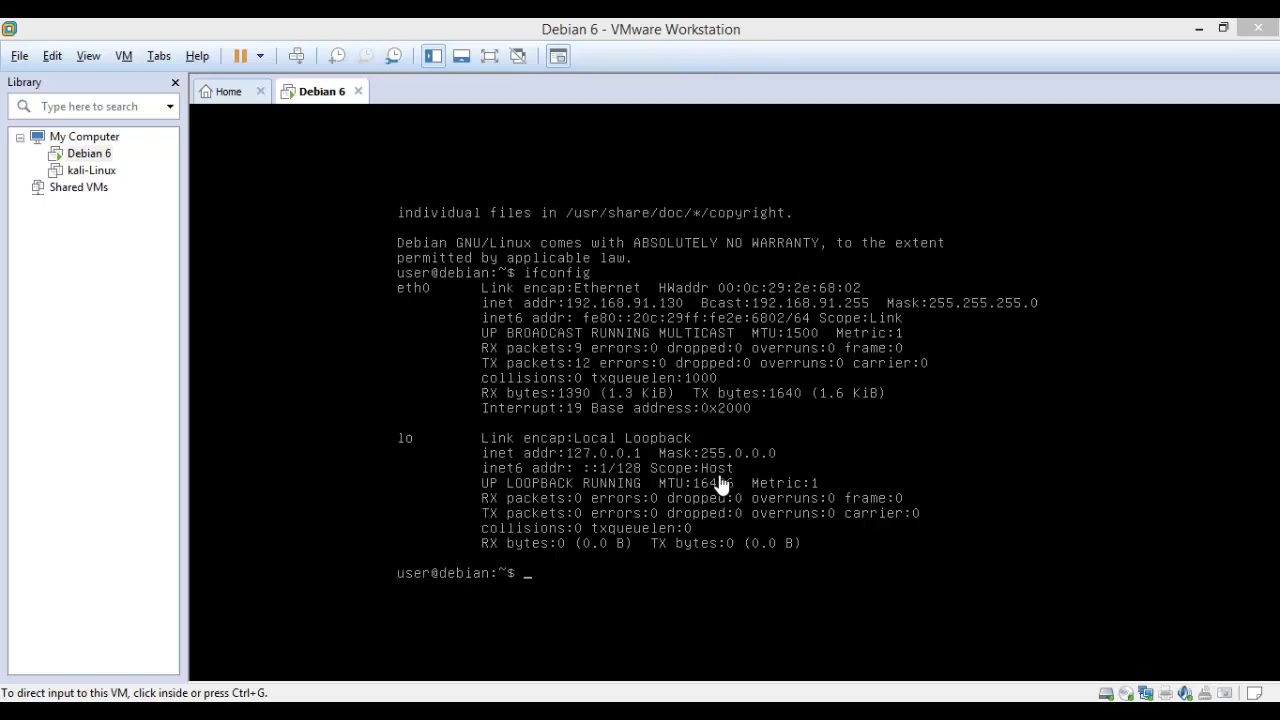 Debian 6 - VMware Workstation
File Edit View VM Tabs Help
Library
Type here to search
My Computer
Debian 6
kali-Linux
Shared VMs
Home
Debian 6
individual files in /usr/share/doc/*/copyright.
Debian GNU/Linux comes with ABSOLUTELY NO WARRANTY, to the extent
permitted by applicable law.
user@debian:~$ ifconfig
eth0 Link encap:Ethernet HWaddr 00:0c:29:2e:68:02
inet addr:192.168.91.130 Bcast:192.168.91.255 Mask:255.255.255.0
inet6 addr: fe80::20c:29ff:fe2e:6802/64 Scope:Link
UP BROADCAST RUNNING MULTICAST MTU:1500 Metric:1
RX packets:9 errors:0 dropped:0 overruns:0 frame:0
TX packets:12 errors:0 dropped:0 overruns:0 carrier:0
collisions:0 txqueuelen:1000
RX bytes:1390 (1.3 KiB) TX bytes:1640 (1.6 KiB)
Interrupt:19 Base address:0x2000
lo Link encap:Local Loopback
inet addr:127.0.0.1 Mask:255.0.0.0
inet6 addr: ::1/128 Scope:Host
UP LOOPBACK RUNNING Metric:1
RX packets:0 errors:0 dropped:0 overruns:0 frame:0
TX packets:0 errors:0 dropped:0 overruns:0 carrier:0
collisions:0 txqueuelen:0
RX bytes:0 (0.0 B) TX bytes:0 (0.0 B)
user@debian:~$ _
To direct input to this VM, click inside or press Ctrl+G.